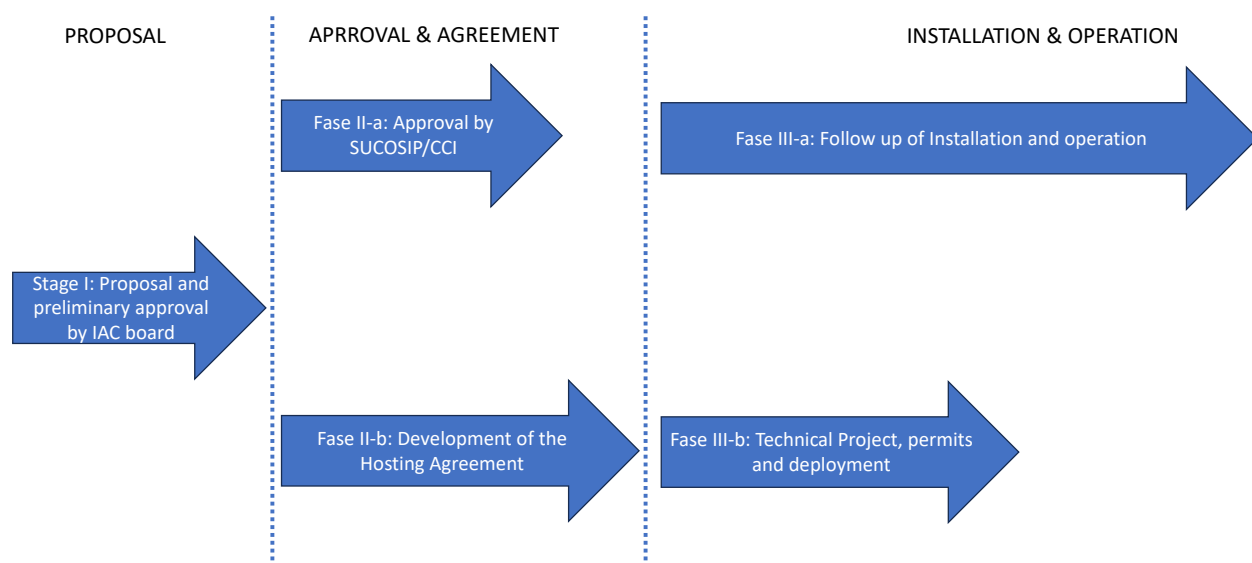 PROPOSAL
APRROVAL & AGREEMENT
INSTALLATION & OPERATION
Fase II-a: Approval by
SUCOSIP/CCI
Fase III-a: Follow up of Installation and operation
Stage I: Proposal and
preliminary approval
by IAC board
Fase II-b: Development of the
Hosting Agreement
Fase III-b: Technical Project, permits
and deployment